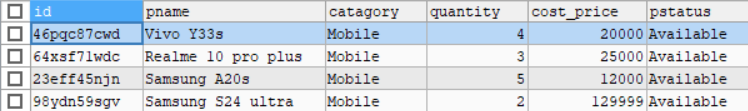 id pname catagory quantity cost_price pstatus
46pqc87cwd Vivo Y33s Mobile 4 20000 Available
64xsf71wdc Realme 10 pro plus Mobile 3 25000 Available
23eff45njn Samsung A20s Mobile 5 12000 Available
98ydn59sgv Samsung S24 ultra Mobile 2 129999 Available